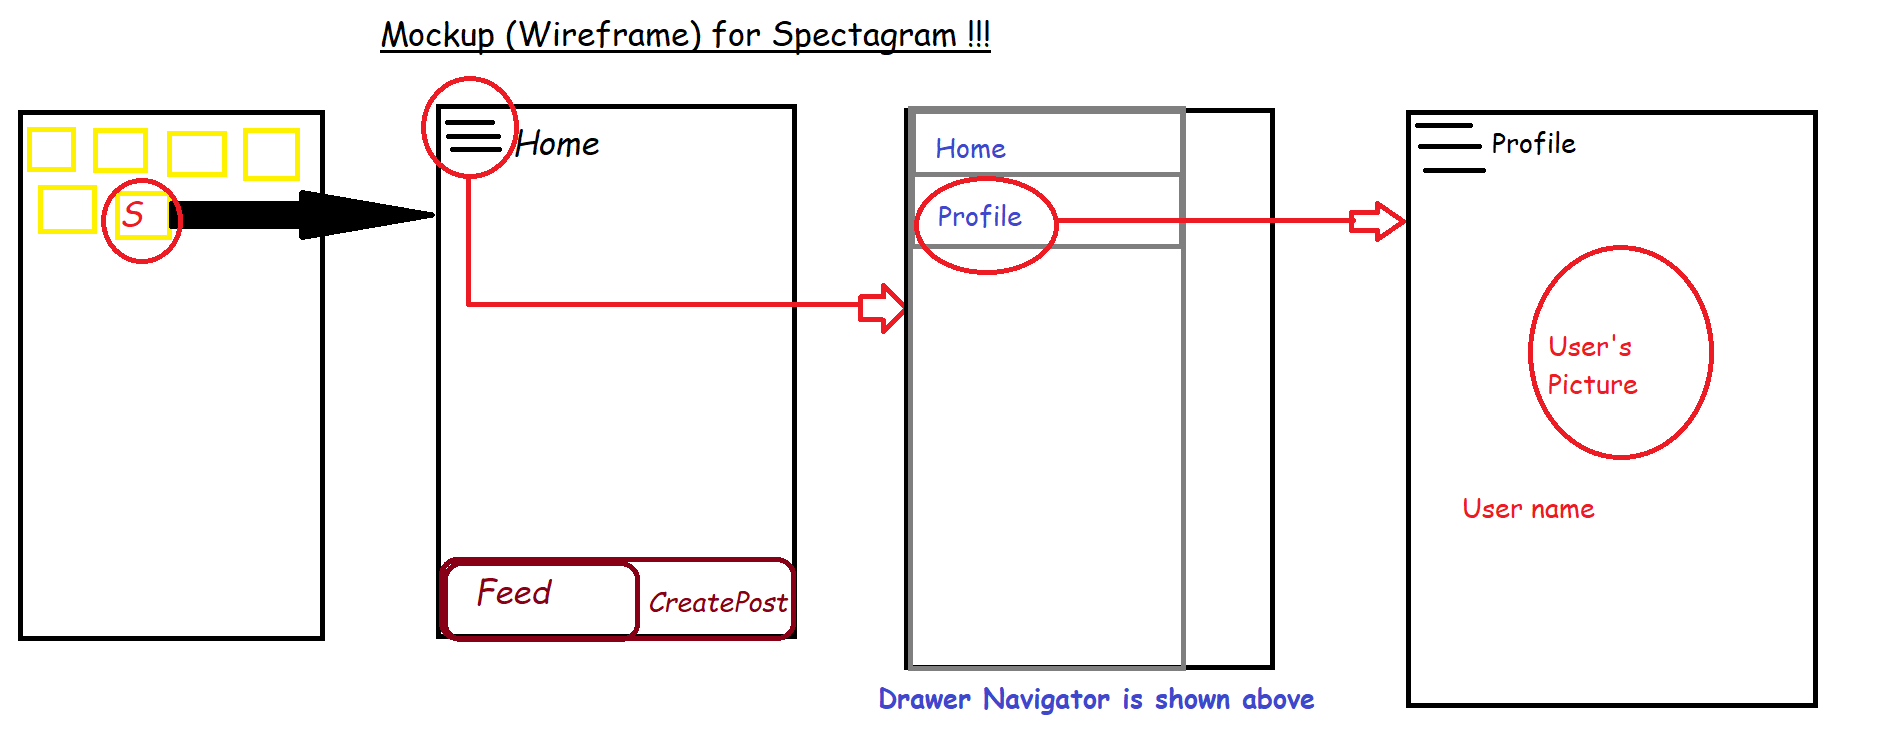 Mockup (Wireframe) for Spectagram !!!
S
Home
Feed
CreatePost
Home
Profile
Drawer Navigator is shown above
Profile
User's
Picture
User name